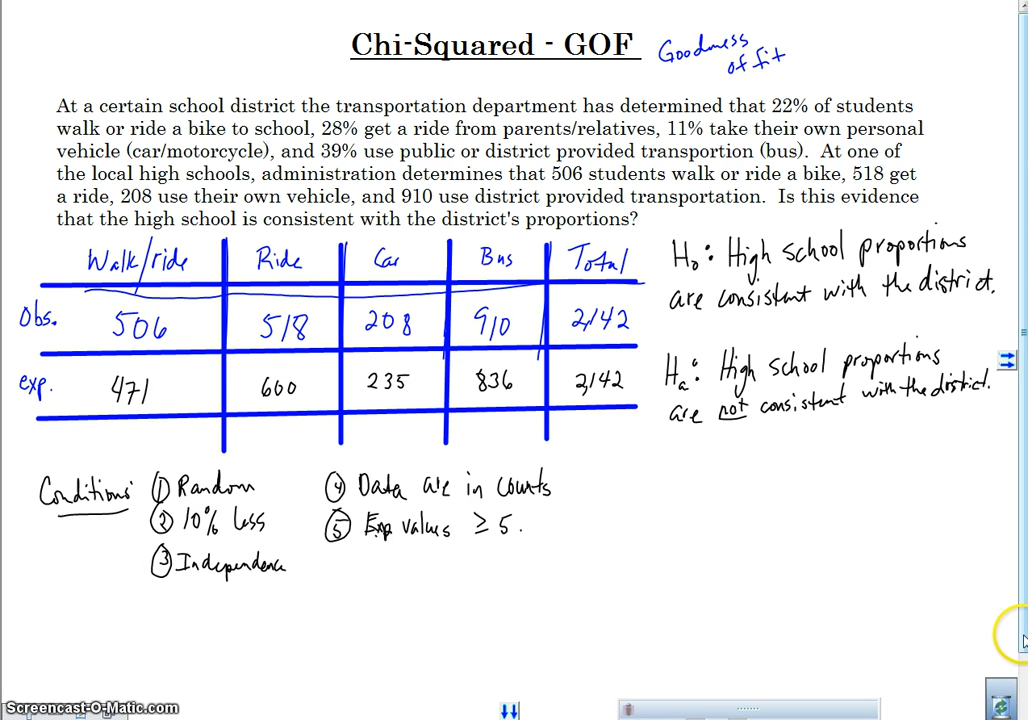 Chi-Squared - GOF Goodness
of fit
At a certain school district the transportation department has determined that 22% of students
walk or ride a bike to school, 28% get a ride from parents/relatives, 11% take their own personal
vehicle (car/motorcycle), and 39% use public or district provided transportion (bus). At one of
the local high schools, administration determines that 506 students walk or ride a bike, 518 get
a ride, 208 use their own vehicle, and 910 use district provided transportation. Is this evidence
that the high school is consistent with the district's proportions?
Walk/ride Ride Car Bus Total
Obs. 506 518 208 910 2,142
exp. 471 600 235 836 2,142
H₀: High school proportions
are consistent with the district.
Hₐ: High school proportions
are not consistent with the district.
Conditions: ① Random
② 10% less
③ Independence
④ Data are in counts
⑤ Exp values ≥ 5.
Screencast-O-Matic.com